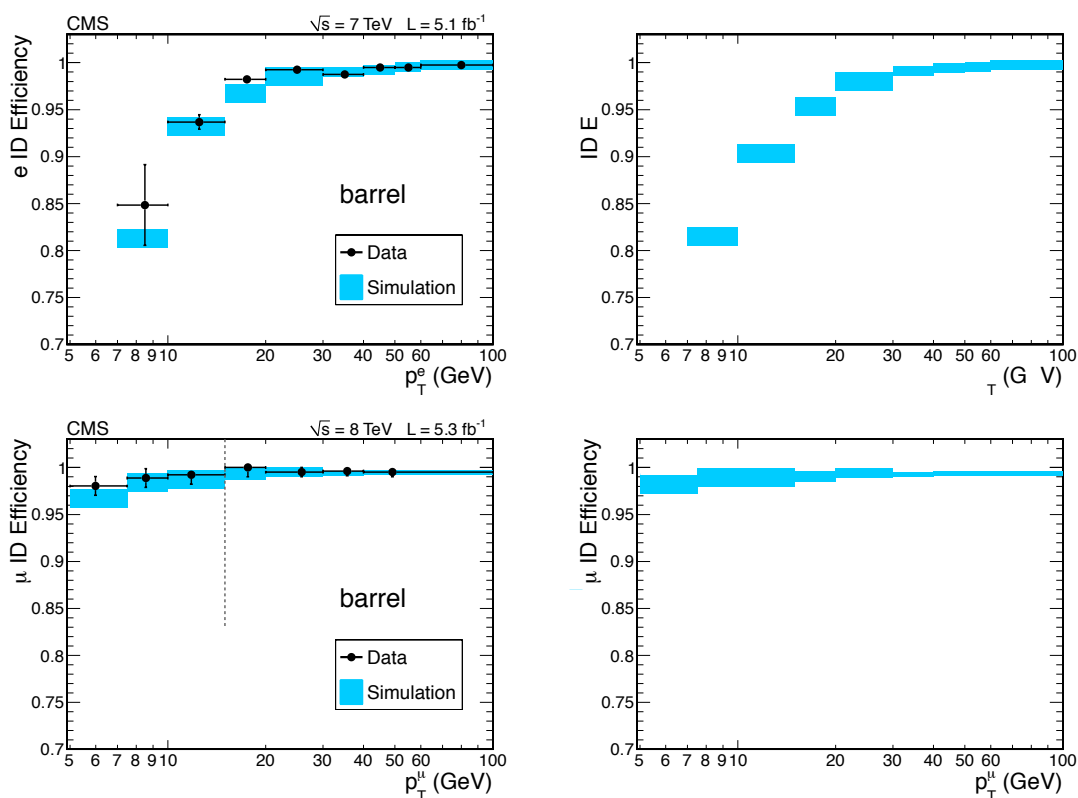 CMS √s = 7 TeV L = 5.1 fb⁻¹
e ID Efficiency
1
0.95
0.9
0.85
0.8
0.75
0.7
barrel
Data
Simulation
5 6 7 8 9 10 20 30 40 50 60 100
p_T^e (GeV)
ID E
1
0.95
0.9
0.85
0.8
0.75
0.7
5 6 7 8 9 10 20 30 40 50 60 100
T (G V)
CMS √s = 8 TeV L = 5.3 fb⁻¹
μ ID Efficiency
1
0.95
0.9
0.85
0.8
0.75
0.7
barrel
Data
Simulation
5 6 7 8 9 10 20 30 40 50 60 100
p_T^μ (GeV)
μ ID Efficiency
1
0.95
0.9
0.85
0.8
0.75
0.7
5 6 7 8 9 10 20 30 40 50 60 100
p_T^μ (GeV)